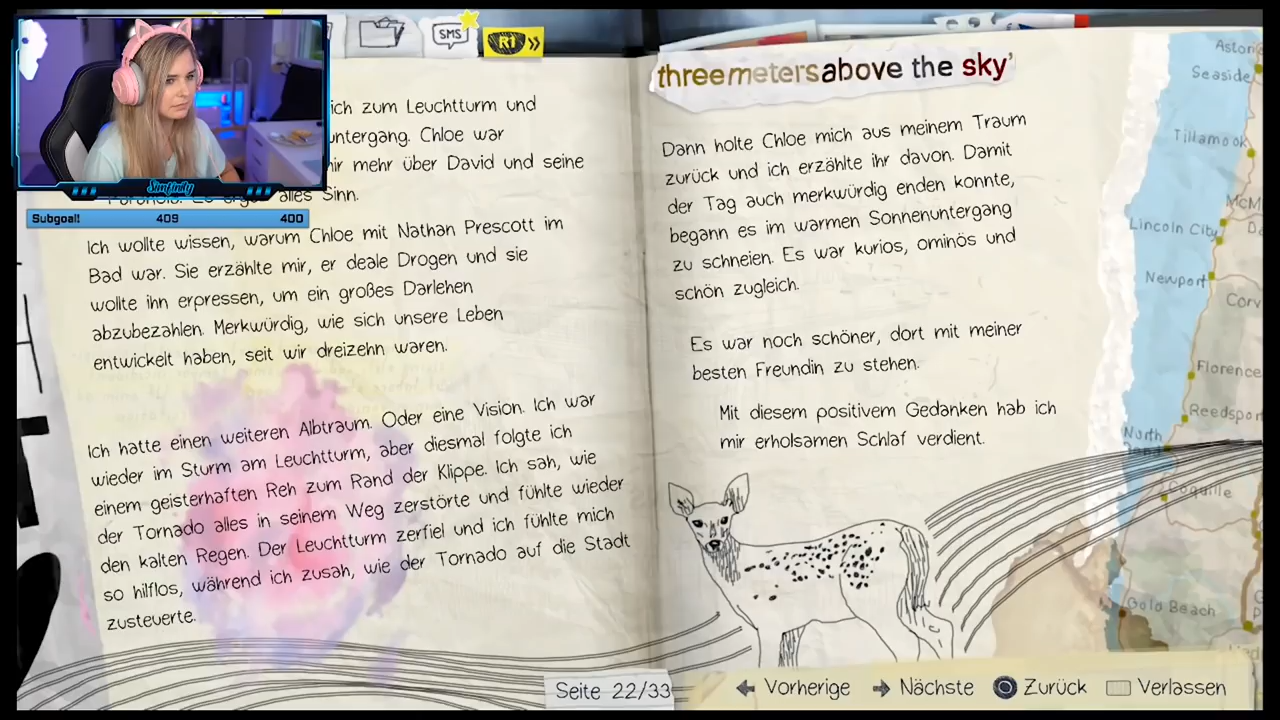 SMS
R1
ich zum Leuchtturm und
untergang. Chloe war
mir mehr über David und seine
alles Sinn.
Simfinity
Subgoal! 409 400
Ich wollte wissen, warum Chloe mit Nathan Prescott im
Bad war. Sie erzählte mir, er deale Drogen und sie
wollte ihn erpressen, um ein großes Darlehen
abzubezahlen. Merkwürdig, wie sich unsere Leben
entwickelt haben, seit wir dreizehn waren.
Ich hatte einen weiteren Albtraum. Oder eine Vision. Ich war
wieder im Sturm am Leuchtturm, aber diesmal folgte ich
einem geisterhaften Reh zum Rand der Klippe. Ich sah, wie
der Tornado alles in seinem Weg zerstörte und fühlte wieder
den kalten Regen. Der Leuchtturm zerfiel und ich fühlte mich
so hilflos, während ich zusah, wie der Tornado auf die Stadt
zusteuerte.
threemetersabove the sky'
Dann holte Chloe mich aus meinem Traum
zurück und ich erzählte ihr davon. Damit
der Tag auch merkwürdig enden konnte,
begann es im warmen Sonnenuntergang
zu schneien. Es war kurios, ominös und
schön zugleich.
Es war noch schöner, dort mit meiner
besten Freundin zu stehen.
Mit diesem positivem Gedanken hab ich
mir erholsamen Schlaf verdient.
Seaside
Tillamook
McM
Lincoln City
Newport
Corv
Florence
Reedsport
North
Coquille
Gold Beach
Seite 22/33
Vorherige Nächste Zurück Verlassen